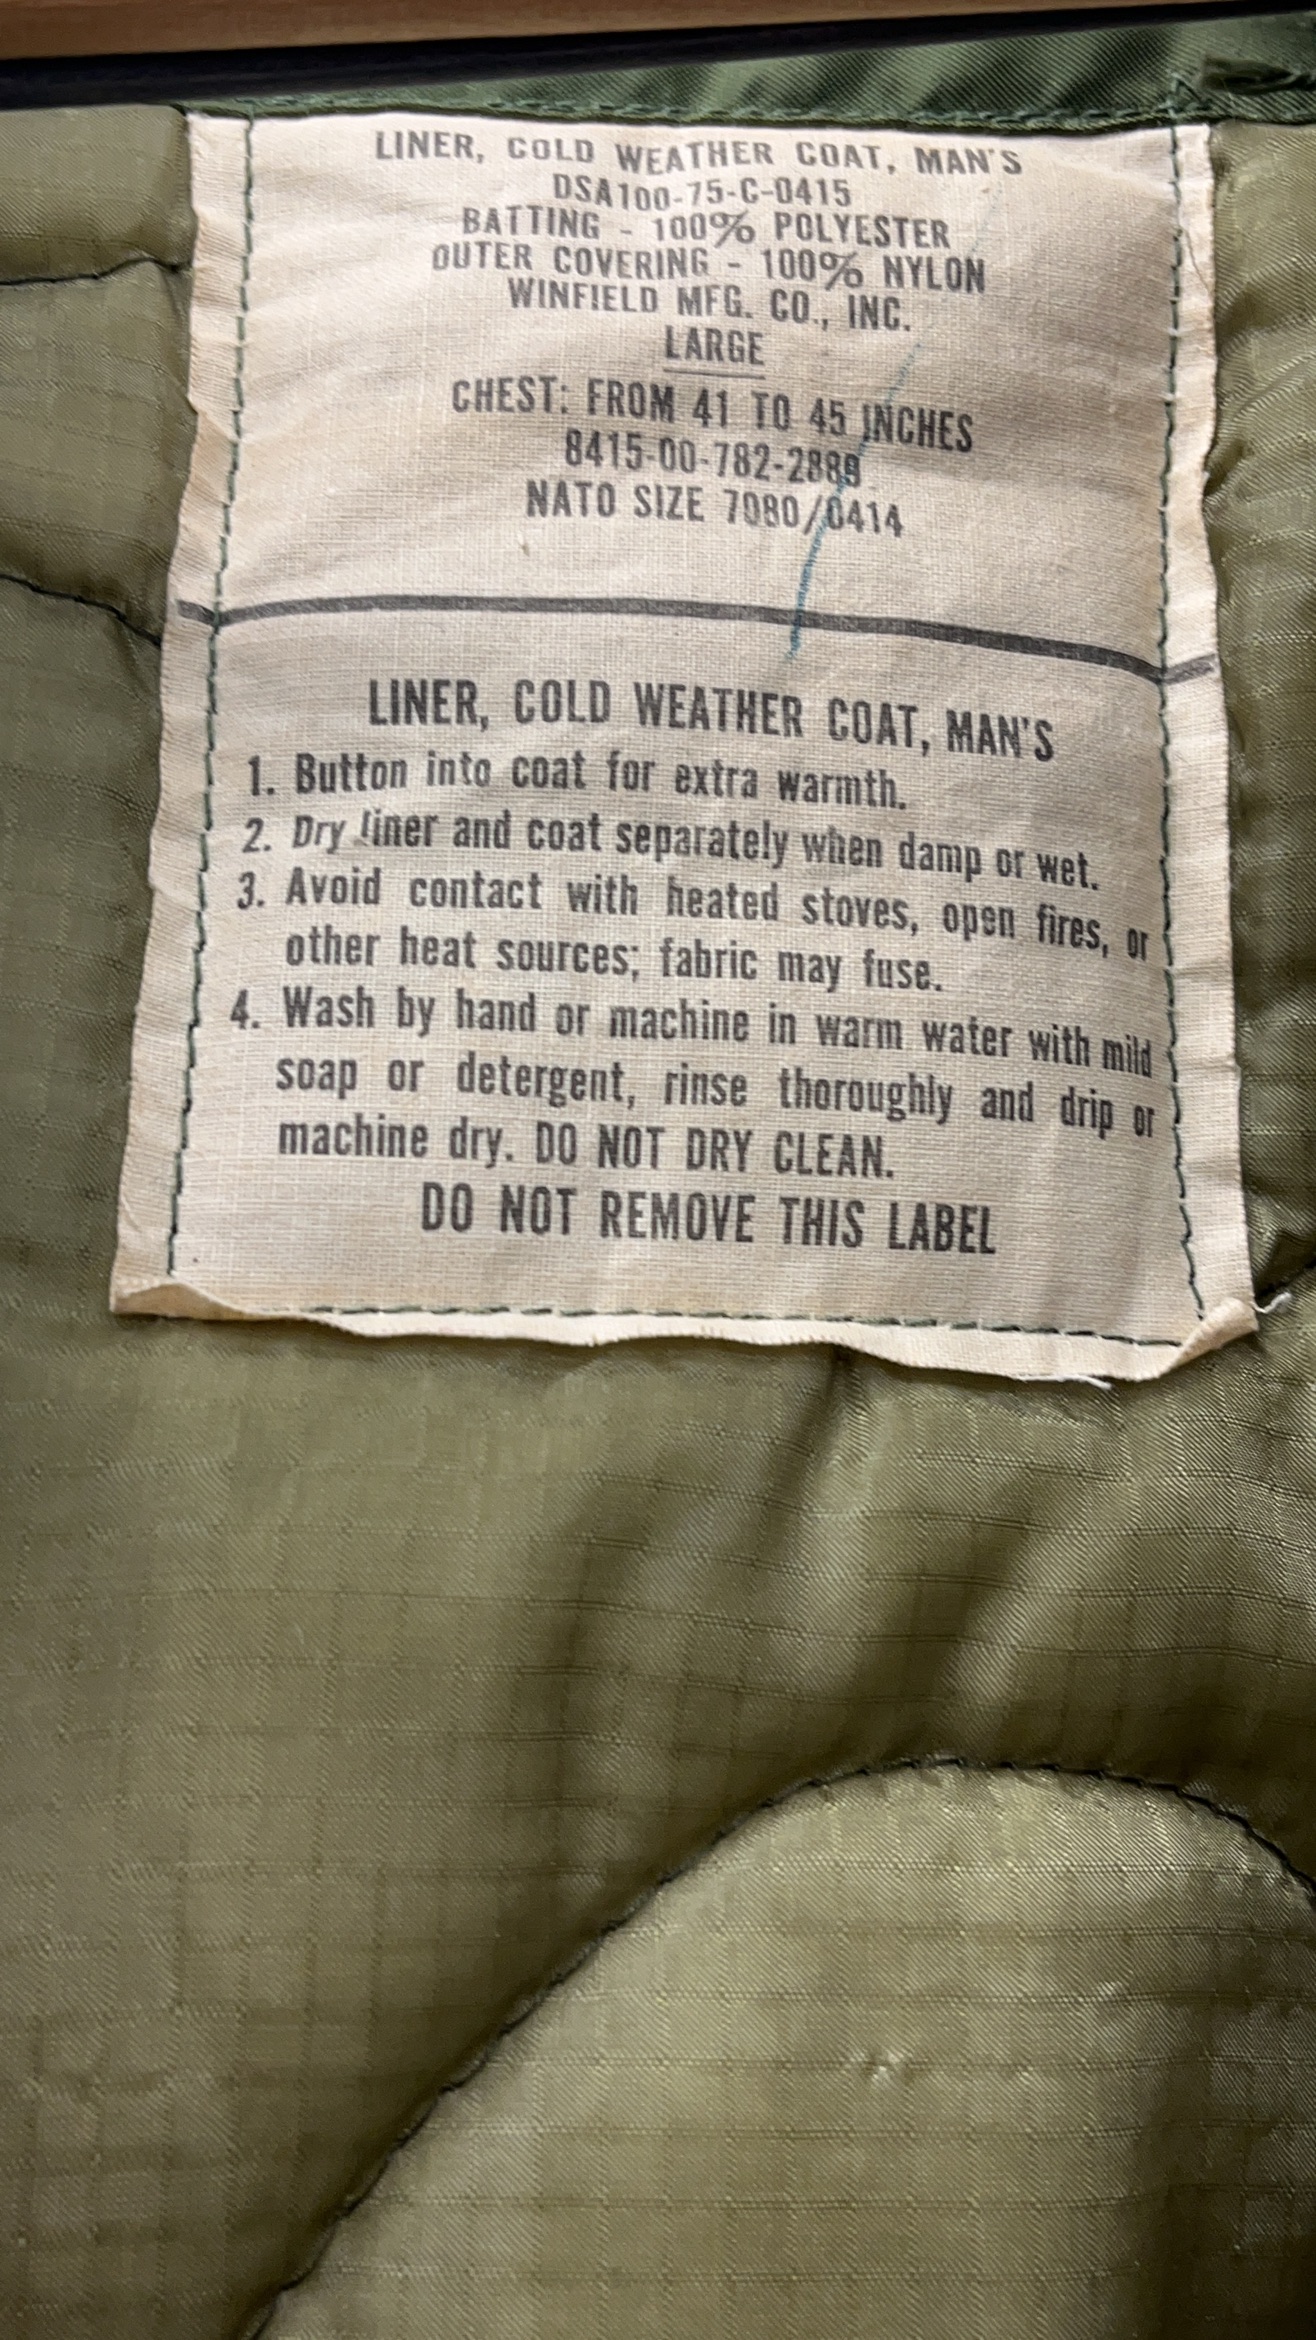 LINER, COLD WEATHER COAT, MAN'S
DSA100-75-C-0415
BATTING - 100% POLYESTER
OUTER COVERING - 100% NYLON
WINFIELD MFG. CO., INC.
LARGE
CHEST: FROM 41 TO 45 INCHES
8415-00-782-2889
NATO SIZE 7080/0414
LINER, COLD WEATHER COAT, MAN'S
1. Button into coat for extra warmth.
2. Dry liner and coat separately when damp or wet.
3. Avoid contact with heated stoves, open fires, or
other heat sources; fabric may fuse.
4. Wash by hand or machine in warm water with mild
soap or detergent, rinse thoroughly and drip or
machine dry. DO NOT DRY CLEAN.
DO NOT REMOVE THIS LABEL